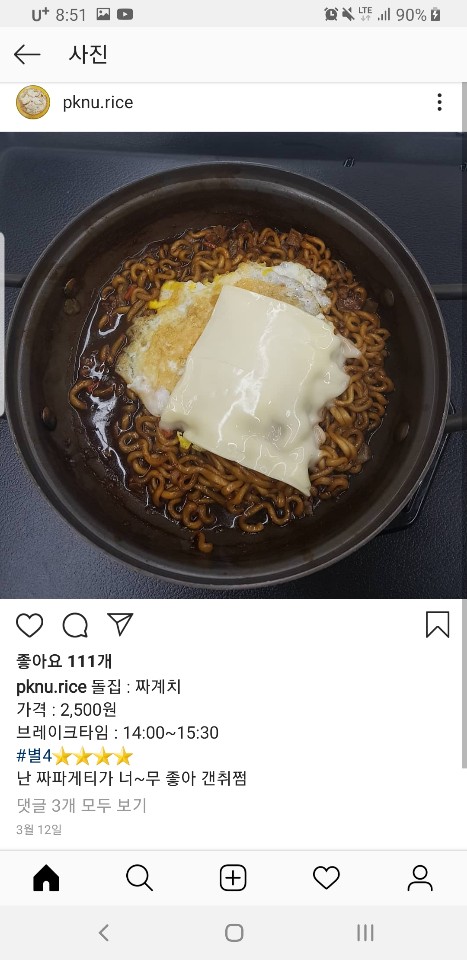 U+ 8:51 LTE 90%
사진
pknu.rice
좋아요 111개
pknu.rice 돌집 : 짜계치
가격 : 2,500원
브레이크타임 : 14:00~15:30
#별4⭐⭐⭐⭐
난 짜파게티가 너~무 좋아 갠취쩜
댓글 3개 모두 보기
3월 12일